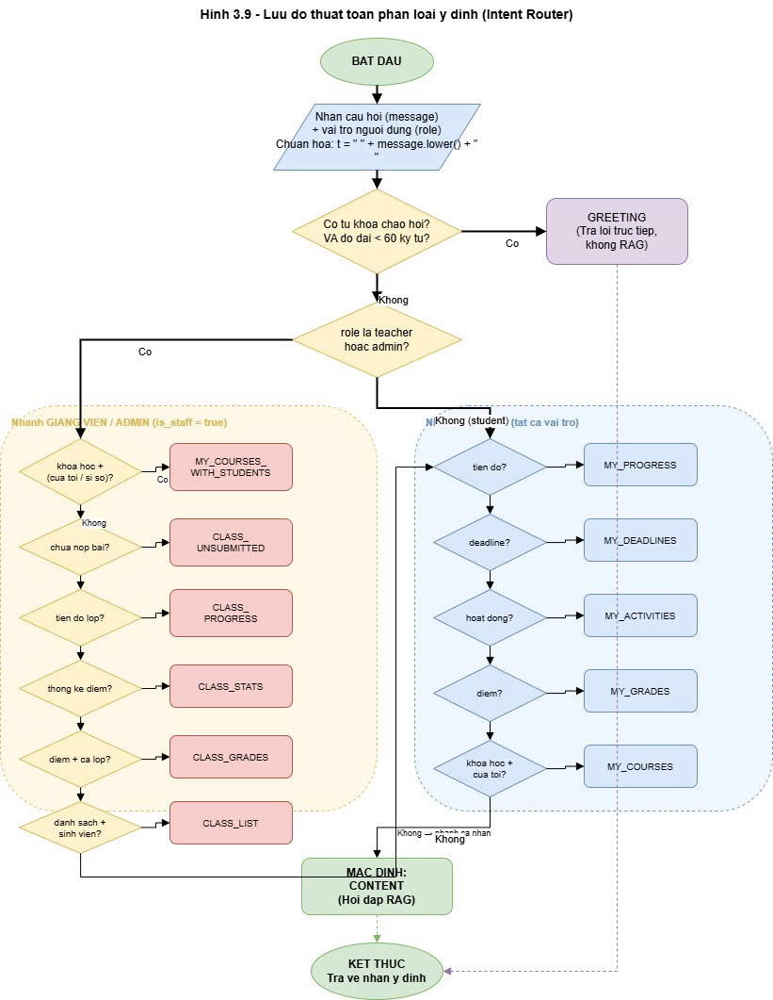 Hinh 3.9 - Luu do thuat toan phan loai y dinh (Intent Router)
BAT DAU
Nhan cau hoi (message)
+ vai tro nguoi dung (role)
Chuan hoa: t = " " + message.lower() + "
"
Co tu khoa chao hoi?
VA do dai < 60 ky tu?
Co
GREETING
(Tra loi truc tiep,
khong RAG)
Khong
role la teacher
hoac admin?
Co
Khong (student)
Nhanh GIANG VIEN / ADMIN (is_staff = true)
(tat ca vai tro)
khoa hoc +
(cua toi / si so)?
Co
MY_COURSES_
WITH_STUDENTS
Khong
chua nop bai?
CLASS_
UNSUBMITTED
tien do lop?
CLASS_
PROGRESS
thong ke diem?
CLASS_STATS
diem + ca lop?
CLASS_GRADES
danh sach +
sinh vien?
CLASS_LIST
tien do?
MY_PROGRESS
deadline?
MY_DEADLINES
hoat dong?
MY_ACTIVITIES
diem?
MY_GRADES
khoa hoc +
cua toi?
MY_COURSES
Khong → nhanh ca nhan
Khong
MAC DINH:
CONTENT
(Hoi dap RAG)
KET THUC
Tra ve nhan y dinh